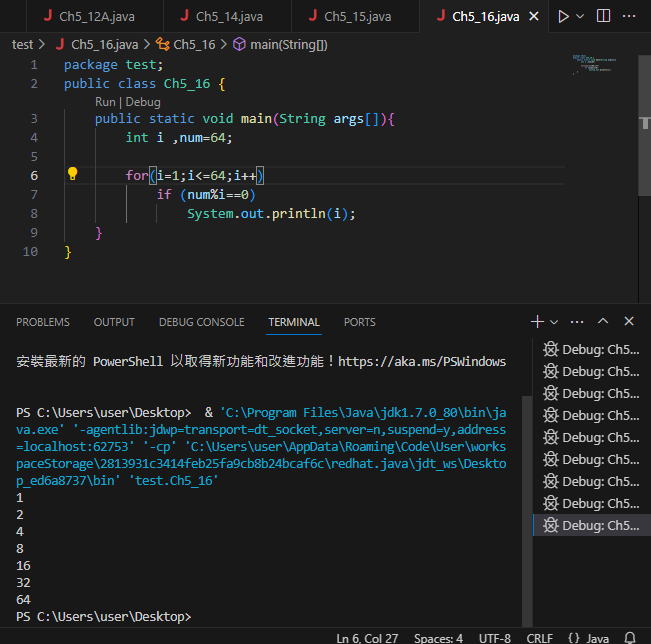 Ch5_12A.java
Ch5_14.java
Ch5_15.java
Ch5_16.java
test > Ch5_16.java > Ch5_16 > main(String[])
1 package test;
2 public class Ch5_16 {
Run | Debug
3 public static void main(String args[]){
4 int i ,num=64;
5
6 for(i=1;i<=64;i++)
7 if (num%i==0)
8 System.out.println(i);
9 }
10 }
PROBLEMS OUTPUT DEBUG CONSOLE TERMINAL PORTS
安裝最新的 PowerShell 以取得新功能和改進功能！https://aka.ms/PSWindows
PS C:\Users\user\Desktop>  & 'C:\Program Files\Java\jdk1.7.0_80\bin\ja
va.exe' '-agentlib:jdwp=transport=dt_socket,server=n,suspend=y,address
=localhost:62753' '-cp' 'C:\Users\user\AppData\Roaming\Code\User\works
paceStorage\2813931c3414feb25fa9cb8b24bcaf6c\redhat.java\jdt_ws\Deskto
p_ed6a8737\bin' 'test.Ch5_16'
1
2
4
8
16
32
64
PS C:\Users\user\Desktop>
Debug: Ch5...
Debug: Ch5...
Debug: Ch5...
Debug: Ch5...
Debug: Ch5...
Debug: Ch5...
Debug: Ch5...
Debug: Ch5...
Debug: Ch5...
Ln 6, Col 27 Spaces: 4 UTF-8 CRLF {} Java